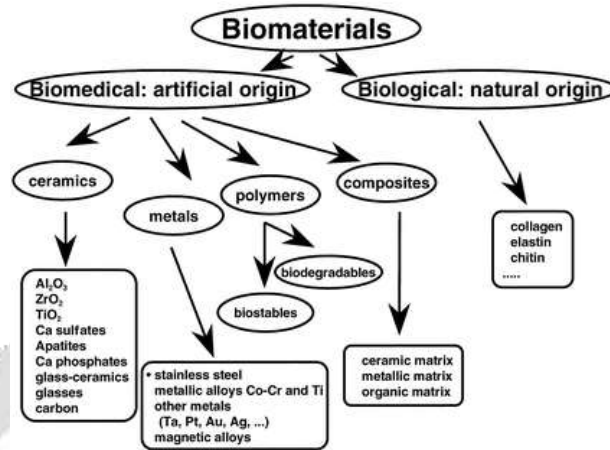 Biomaterials
Biomedical: artificial origin
Biological: natural origin
ceramics
metals
polymers
composites
biodegradables
biostables
collagen
elastin
chitin
.....
Al₂O₃
ZrO₂
TiO₂
Ca sulfates
Apatites
Ca phosphates
glass-ceramics
glasses
carbon
• stainless steel
metallic alloys Co-Cr and Ti
other metals
(Ta, Pt, Au, Ag, ...)
magnetic alloys
ceramic matrix
metallic matrix
organic matrix